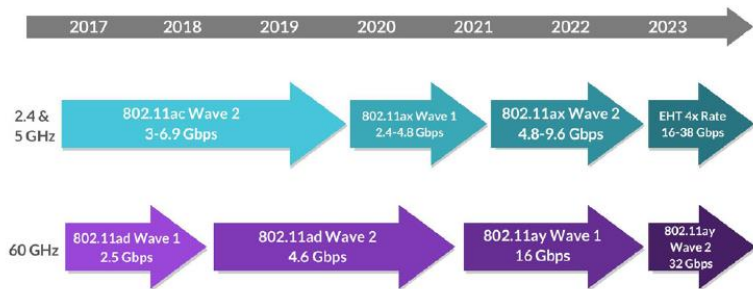 2017 2018 2019 2020 2021 2022 2023
2.4 &
5 GHz
802.11ac Wave 2
3-6.9 Gbps
802.11ax Wave 1
2.4-4.8 Gbps
802.11ax Wave 2
4.8-9.6 Gbps
EHT 4x Rate
16-38 Gbps
60 GHz
802.11ad Wave 1
2.5 Gbps
802.11ad Wave 2
4.6 Gbps
802.11ay Wave 1
16 Gbps
802.11ay
Wave 2
32 Gbps